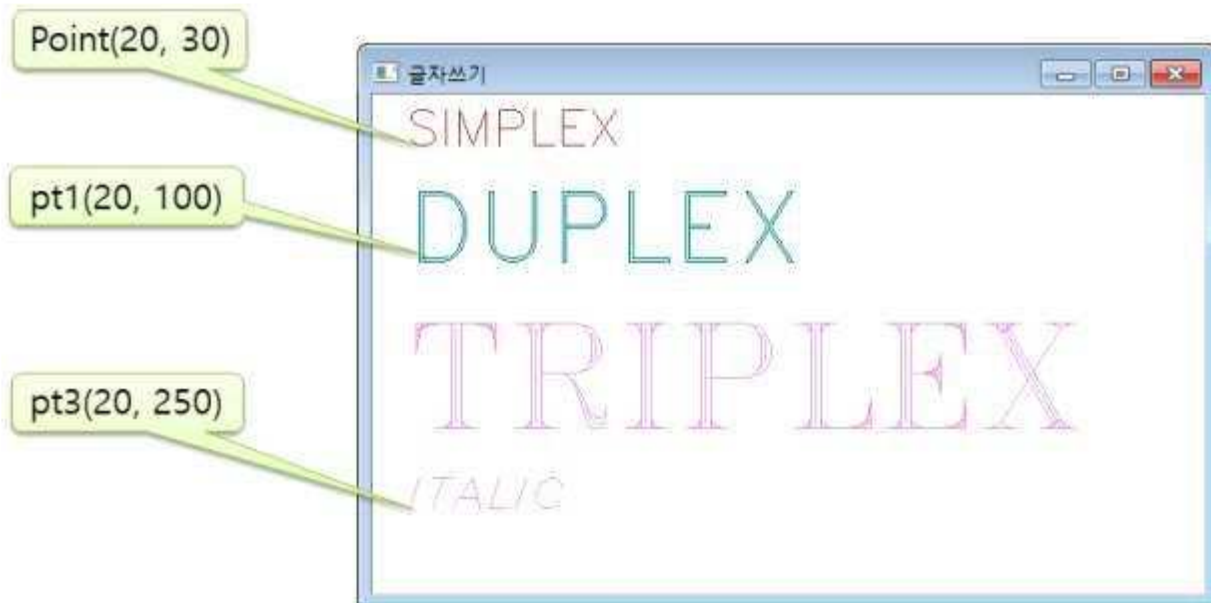 Point(20, 30)
글자쓰기
SIMPLEX
pt1(20, 100)
DUPLEX
TRIPLEX
pt3(20, 250)
ITALIC